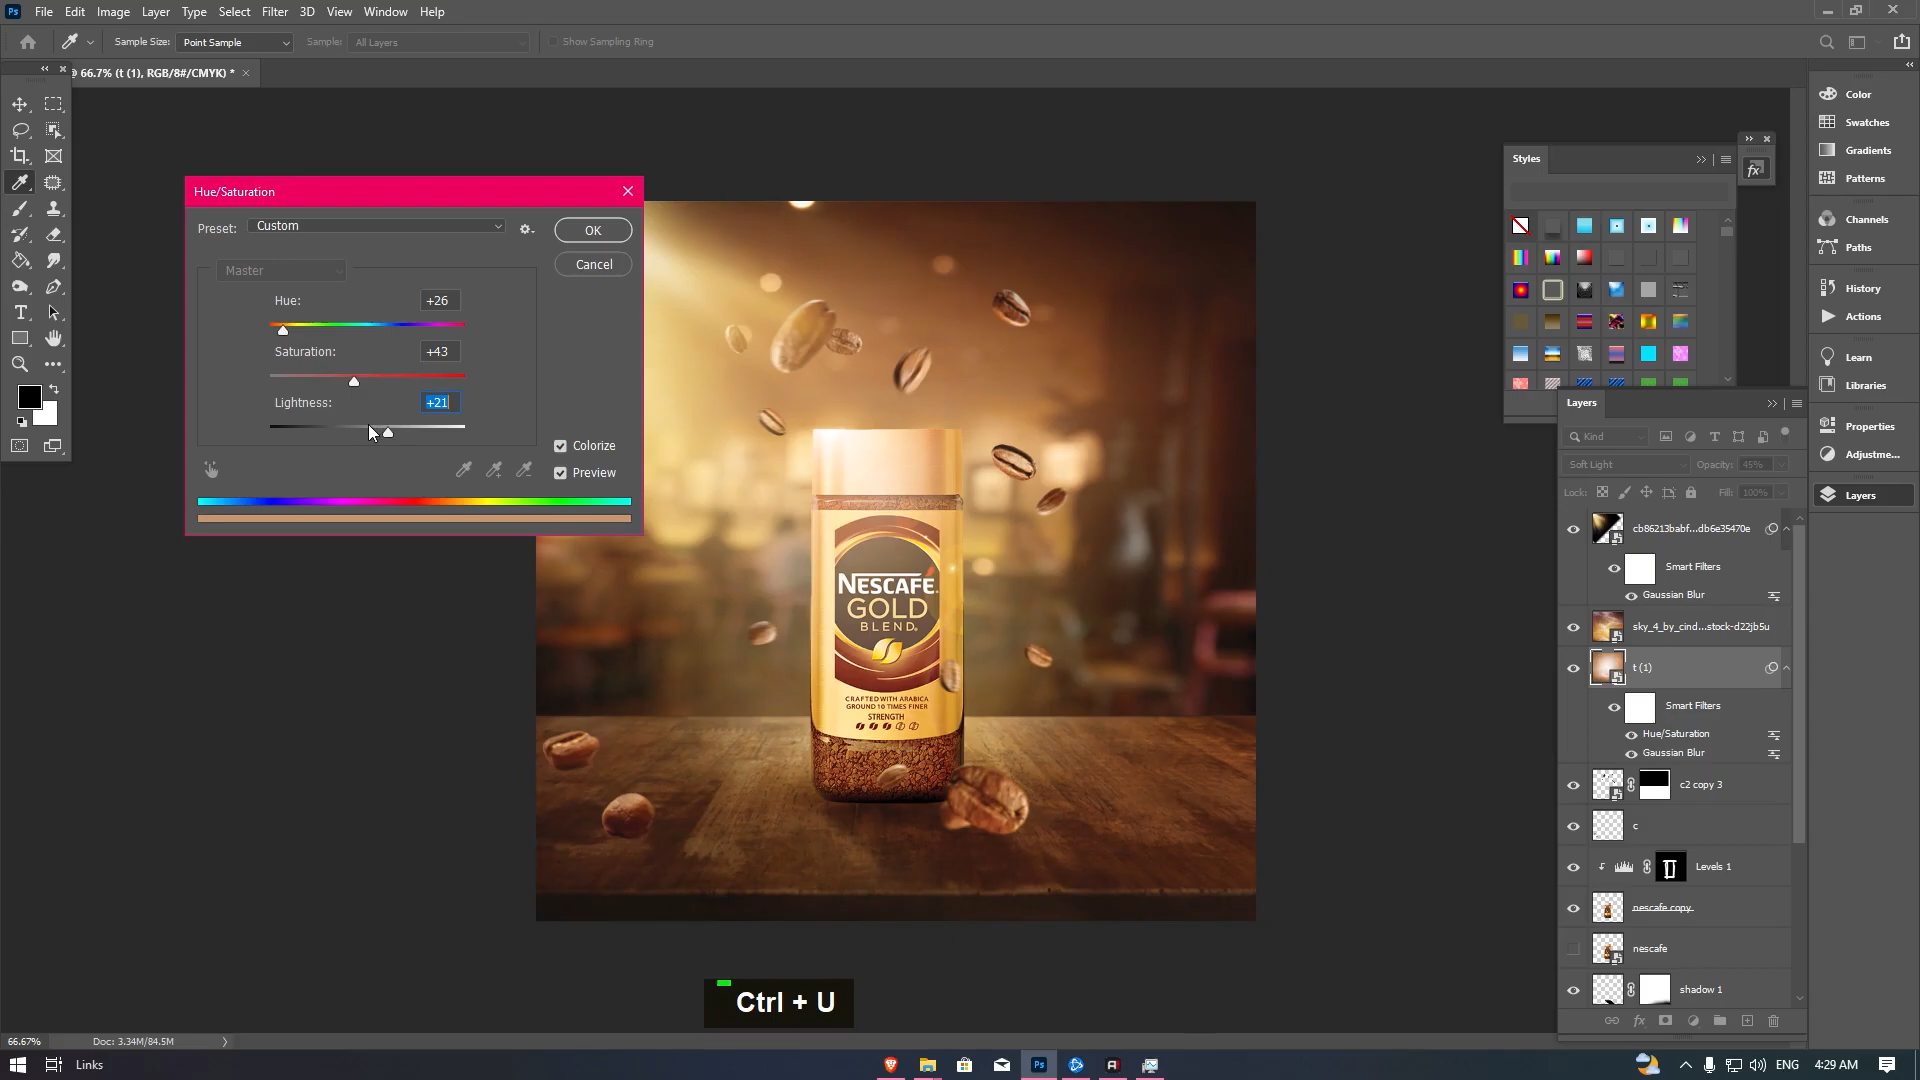 Ps File Edit Image Layer Type Select Filter 3D View Window Help
Sample Size: Point Sample Sample: All Layers Show Sampling Ring
@ 66.7% (t (1), RGB/8#/CMYK) *
Hue/Saturation
Preset: Custom
OK
Master
Cancel
Hue: +26
Saturation: +43
Lightness: +21
Colorize
Preview
NESCAFÉ
GOLD
BLEND
CRAFTED WITH ARABICA
GROUND 10 TIMES FINER
STRENGTH
Styles
fx
Color
Swatches
Gradients
Patterns
Channels
Paths
History
Actions
Learn
Libraries
Properties
Adjustme...
Layers
Layers
Kind
Soft Light Opacity: 45%
Lock: Fill: 100%
cb86213babf...db6e35470e
Smart Filters
Gaussian Blur
sky_4_by_cind...stock-d22jb5u
t (1)
Smart Filters
Hue/Saturation
Gaussian Blur
c2 copy 3
c
Levels 1
nescafe copy
nescafe
shadow 1
fx
Ctrl + U
66.67% Doc: 3.34M/84.5M
Links
Ps
ENG 4:29 AM